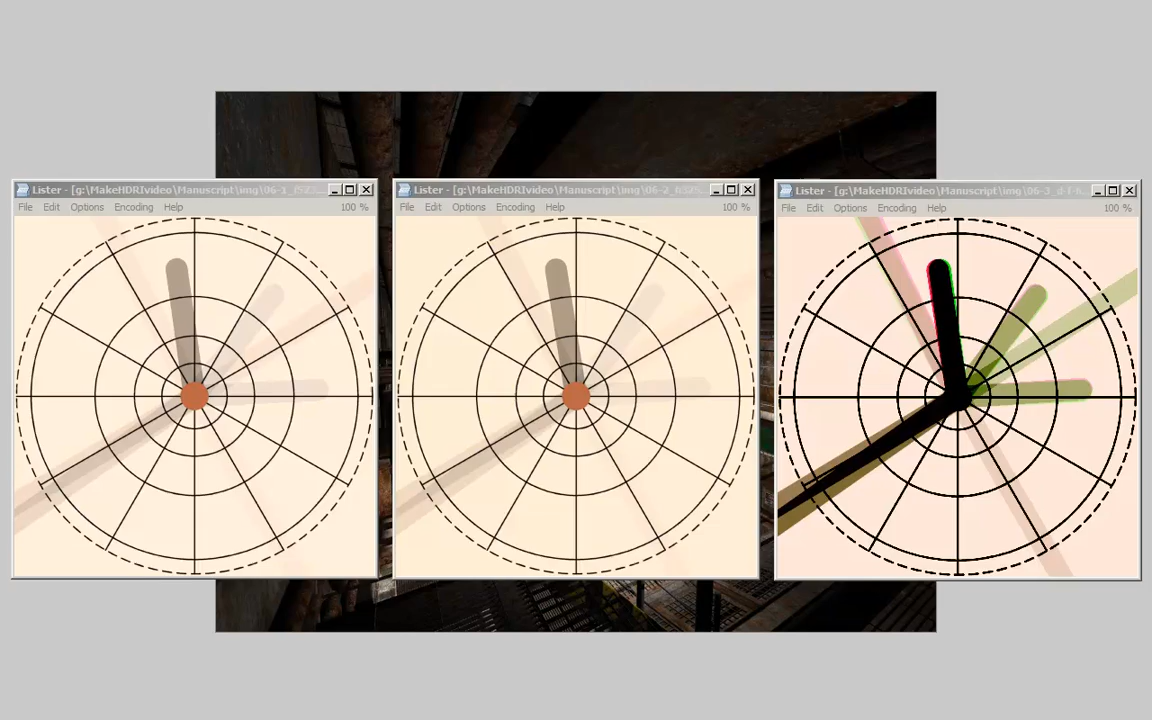 Lister - [g:\MakeHDRIvideo\Manuscript\img\06-1_
File Edit Options Encoding Help 100 %
Lister - [g:\MakeHDRIvideo\Manuscript\img\06-2_
File Edit Options Encoding Help 100 %
Lister - [g:\MakeHDRIvideo\Manuscript\img\06-3_
File Edit Options Encoding Help 100 %